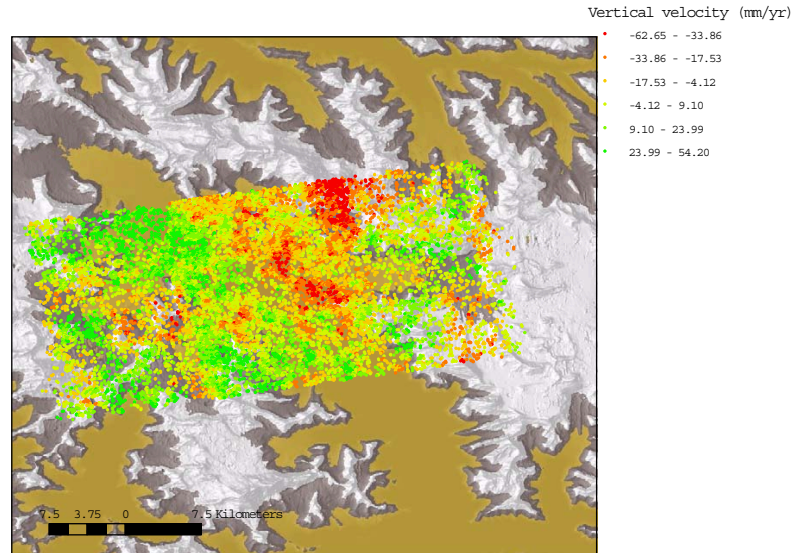 Vertical velocity (mm/yr)
-62.65 - -33.86
-33.86 - -17.53
-17.53 - -4.12
-4.12 - 9.10
9.10 - 23.99
23.99 - 54.20
7.5 3.75 0 7.5 Kilometers